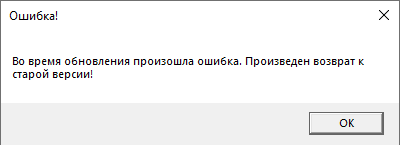 Ошибка!
Во время обновления произошла ошибка. Произведен возврат к
старой версии!
OK